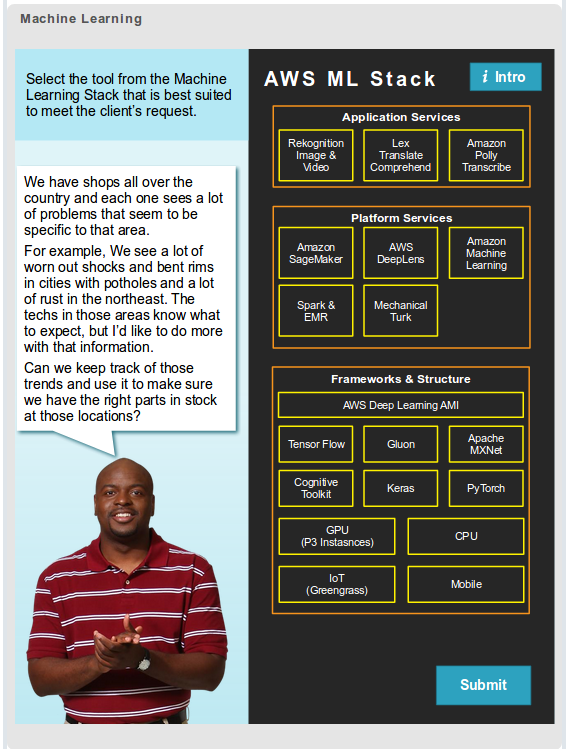 Machine Learning
Select the tool from the Machine
Learning Stack that is best suited
to meet the client's request.
We have shops all over the
country and each one sees a lot
of problems that seem to be
specific to that area.
For example, We see a lot of
worn out shocks and bent rims
in cities with potholes and a lot
of rust in the northeast. The
techs in those areas know what
to expect, but I'd like to do more
with that information.
Can we keep track of those
trends and use it to make sure
we have the right parts in stock
at those locations?
AWS ML Stack
i Intro
Application Services
Rekognition
Image &
Video
Lex
Translate
Comprehend
Amazon
Polly
Transcribe
Platform Services
Amazon
SageMaker
AWS
DeepLens
Amazon
Machine
Learning
Spark &
EMR
Mechanical
Turk
Frameworks & Structure
AWS Deep Learning AMI
Tensor Flow
Gluon
Apache
MXNet
Cognitive
Toolkit
Keras
PyTorch
GPU
(P3 Instasnces)
CPU
IoT
(Greengrass)
Mobile
Submit